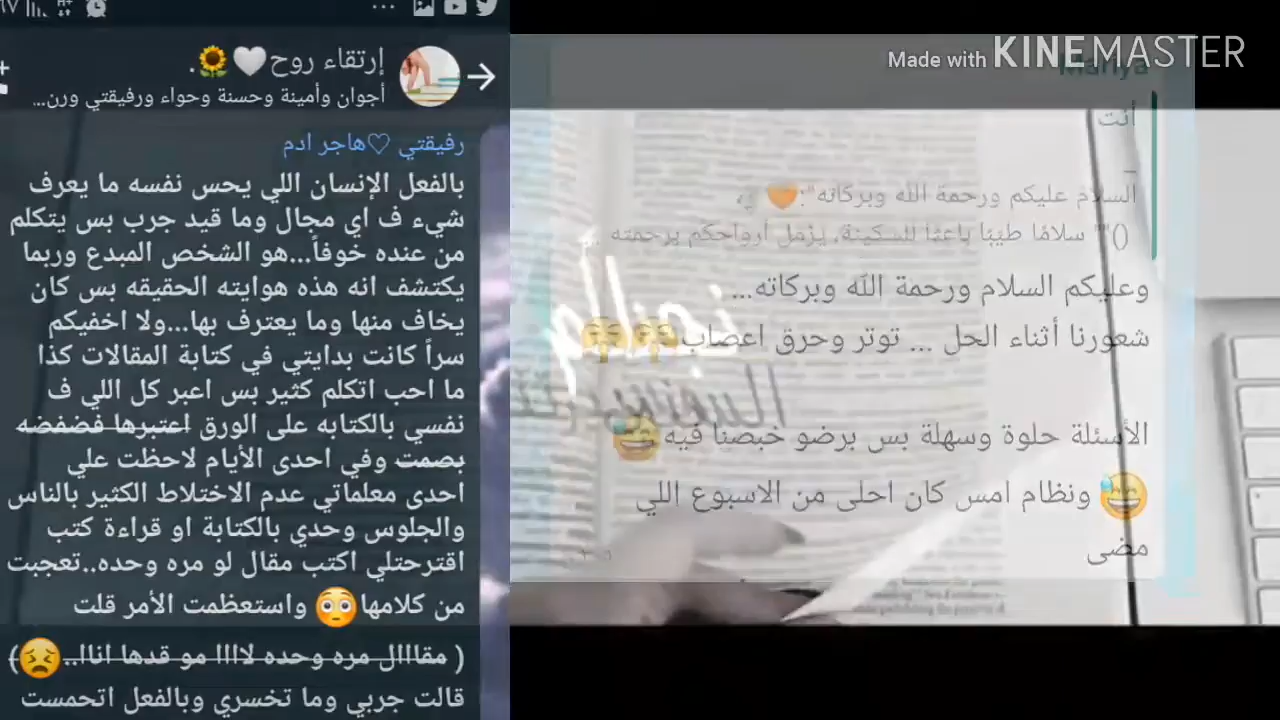 إرتقاء روح🤍🌻.
أجوان وأمينة وحسنة وحواء ورفيقتي ورن...
رفيقتي ♡هاجر ادم
بالفعل الإنسان اللي يحس نفسه ما يعرف
شيء ف اي مجال وما قيد جرب بس يتكلم
من عنده خوفاً...هو الشخص المبدع وربما
يكتشف انه هذه هوايته الحقيقه بس كان
يخاف منها وما يعترف بها...ولا اخفيكم
سراً كانت بدايتي في كتابة المقالات كذا
ما احب اتكلم كثير بس اعبر كل اللي ف
نفسي بالكتابه على الورق اعتبرها فضفضه
بصمت وفي احدى الأيام لاحظت علي
احدى معلماتي عدم الاختلاط الكثير بالناس
والجلوس وحدي بالكتابة او قراءة كتب
اقترحتلي اكتب مقال لو مره وحده..تعجبت
من كلامها😳 واستعظمت الأمر قلت
( مقاااال مره وحده لاااا مو قدها اناا..😣)
قالت جربي وما تخسري وبالفعل اتحمست
Made with KINEMASTER
Mariya
أنت
السلام عليكم ورحمة الله وبركاته":🧡
()"" سلامًا طيّبًا باعثًا للسكينة، يزمل أرواحكم برحمته ..
وعليكم السلام ورحمة الله وبركاته...
شعورنا أثناء الحل ... توتر وحرق اعصاب
الأسئلة حلوة وسهلة بس برضو خبصنا فيه😅
😅 ونظام امس كان احلى من الاسبوع اللي
مضى